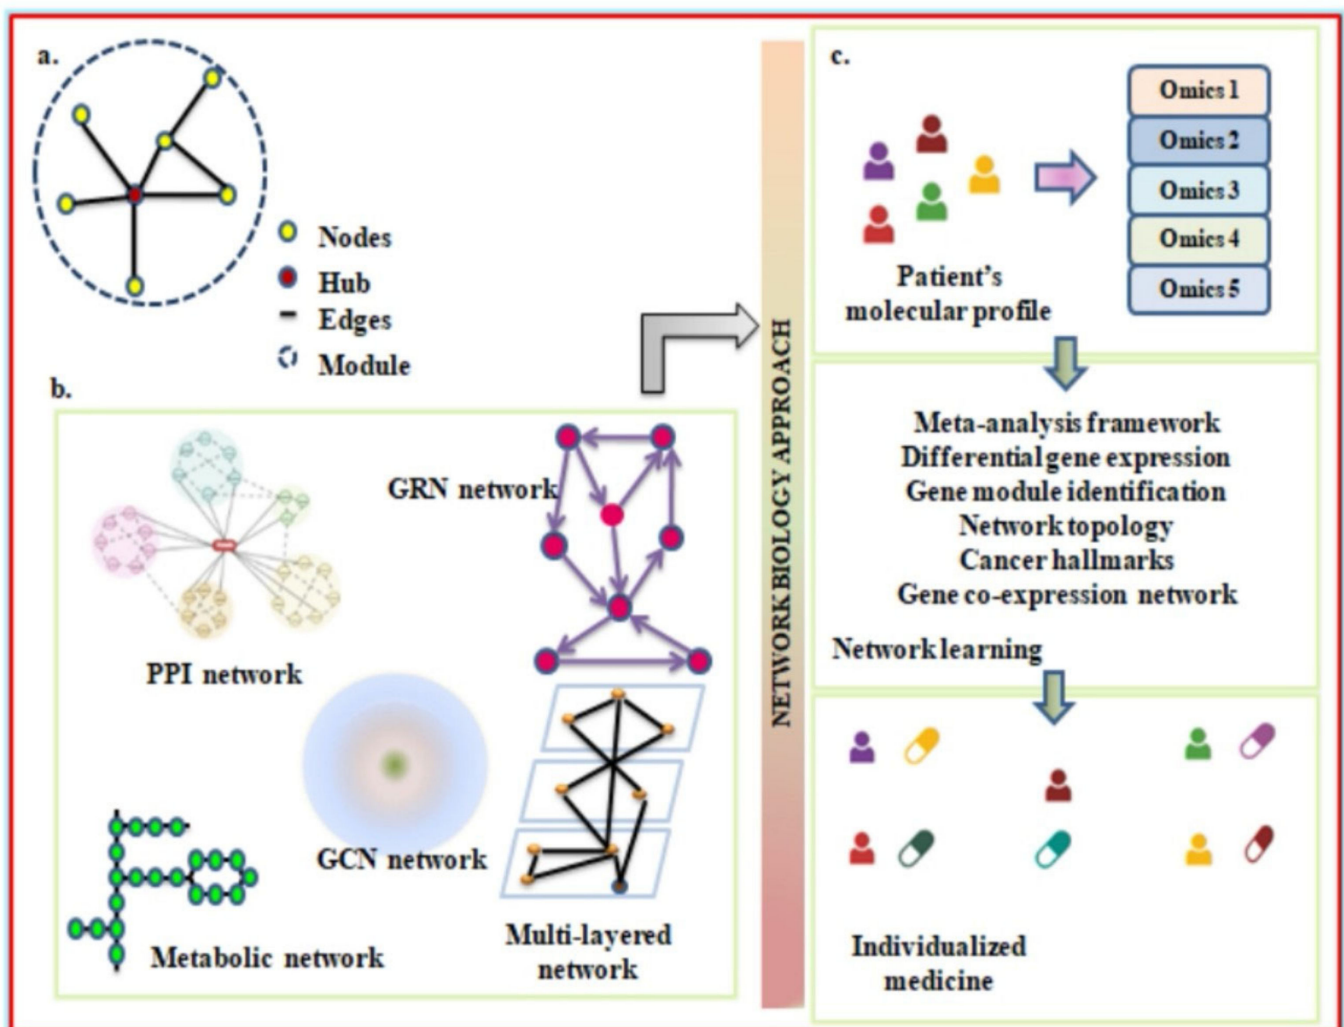 a.
Nodes
Hub
Edges
Module
b.
GRN network
PPI network
GCN network
Metabolic network
Multi-layered
network
NETWORK BIOLOGY APPROACH
c.
Omics 1
Omics 2
Omics 3
Omics 4
Omics 5
Patient's
molecular profile
Meta-analysis framework
Differential gene expression
Gene module identification
Network topology
Cancer hallmarks
Gene co-expression network
Network learning
Individualized
medicine